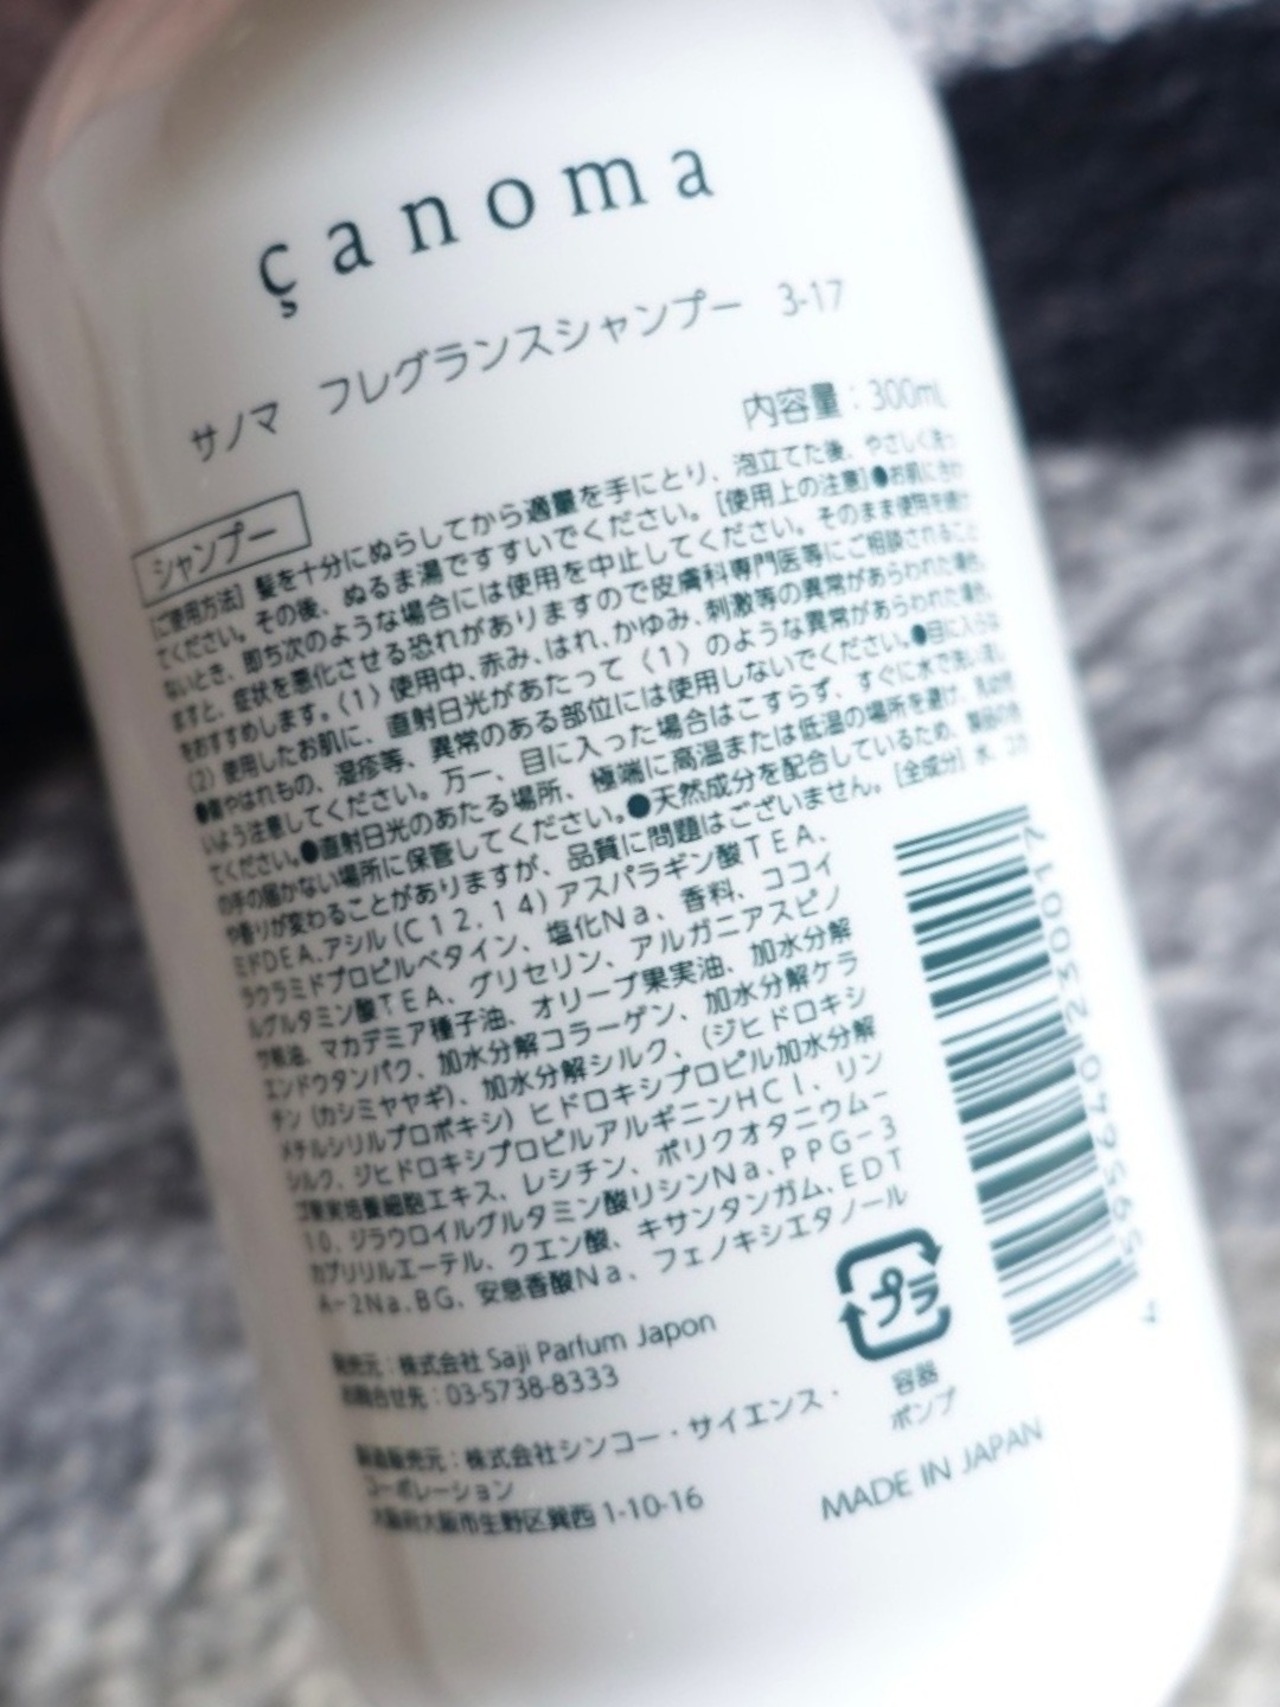 çanoma
サノマ フレグランスシャンプー 3-17
内容量：300mL
シャンプー
[ご使用方法] 髪を十分にぬらしてから適量を手にとり、泡立てた後、やさしく洗っ
てください。その後、ぬるま湯ですすいでください。[使用上の注意]●お肌に合わ
ないとき、即ち次のような場合には使用を中止してください。そのまま使用を続け
ますと、症状を悪化させる恐れがありますので皮膚科専門医等にご相談されること
をおすすめします。(1) 使用中、赤み、はれ、かゆみ、刺激等の異常があらわれた場合。
(2) 使用したお肌に、直射日光があたって (1) のような異常があらわれた場合。
●傷やはれもの、湿疹等、異常のある部位には使用しないでください。●目に入らな
いよう注意してください。万一、目に入った場合はこすらず、すぐに水で洗い
てください。●直射日光のあたる場所、極端に高温または低温の場所を避け、乳幼児
の手の届かない場所に保管してください。●天然成分を配合しているため、
や香りが変わることがありますが、品質に問題はございません。[全成分] 水、コカ
ミドDEA、アシル(C12,14)アスパラギン酸TEA、
ラウラミドプロピルベタイン、塩化Na、香料、ココイ
ルグルタミン酸TEA、グリセリン、アルガニアスピノ
サ核油、マカデミア種子油、オリーブ果実油、加水分解
エンドウタンパク、加水分解コラーゲン、加水分解ケラ
チン (カシミヤヤギ)、加水分解シルク、(ジヒドロキシ
メチルシリルプロポキシ) ヒドロキシプロピル加水分解
シルク、ジヒドロキシプロピルアルギニンHCl、リン
ゴ果実培養細胞エキス、レシチン、ポリクオタニウム-
10、ジラウロイルグルタミン酸リシンNa、PPG-3
カプリリルエーテル、クエン酸、キサンタンガム、EDT
A-2Na、BG、安息香酸Na、フェノキシエタノール
発売元：株式会社 Saji Parfum Japon
お問合せ先：03-5738-8333
製造販売元：株式会社シンコー・サイエンス・
コーポレーション
大阪府大阪市生野区巽西 1-10-16
プラ
容器
ポンプ
MADE IN JAPAN